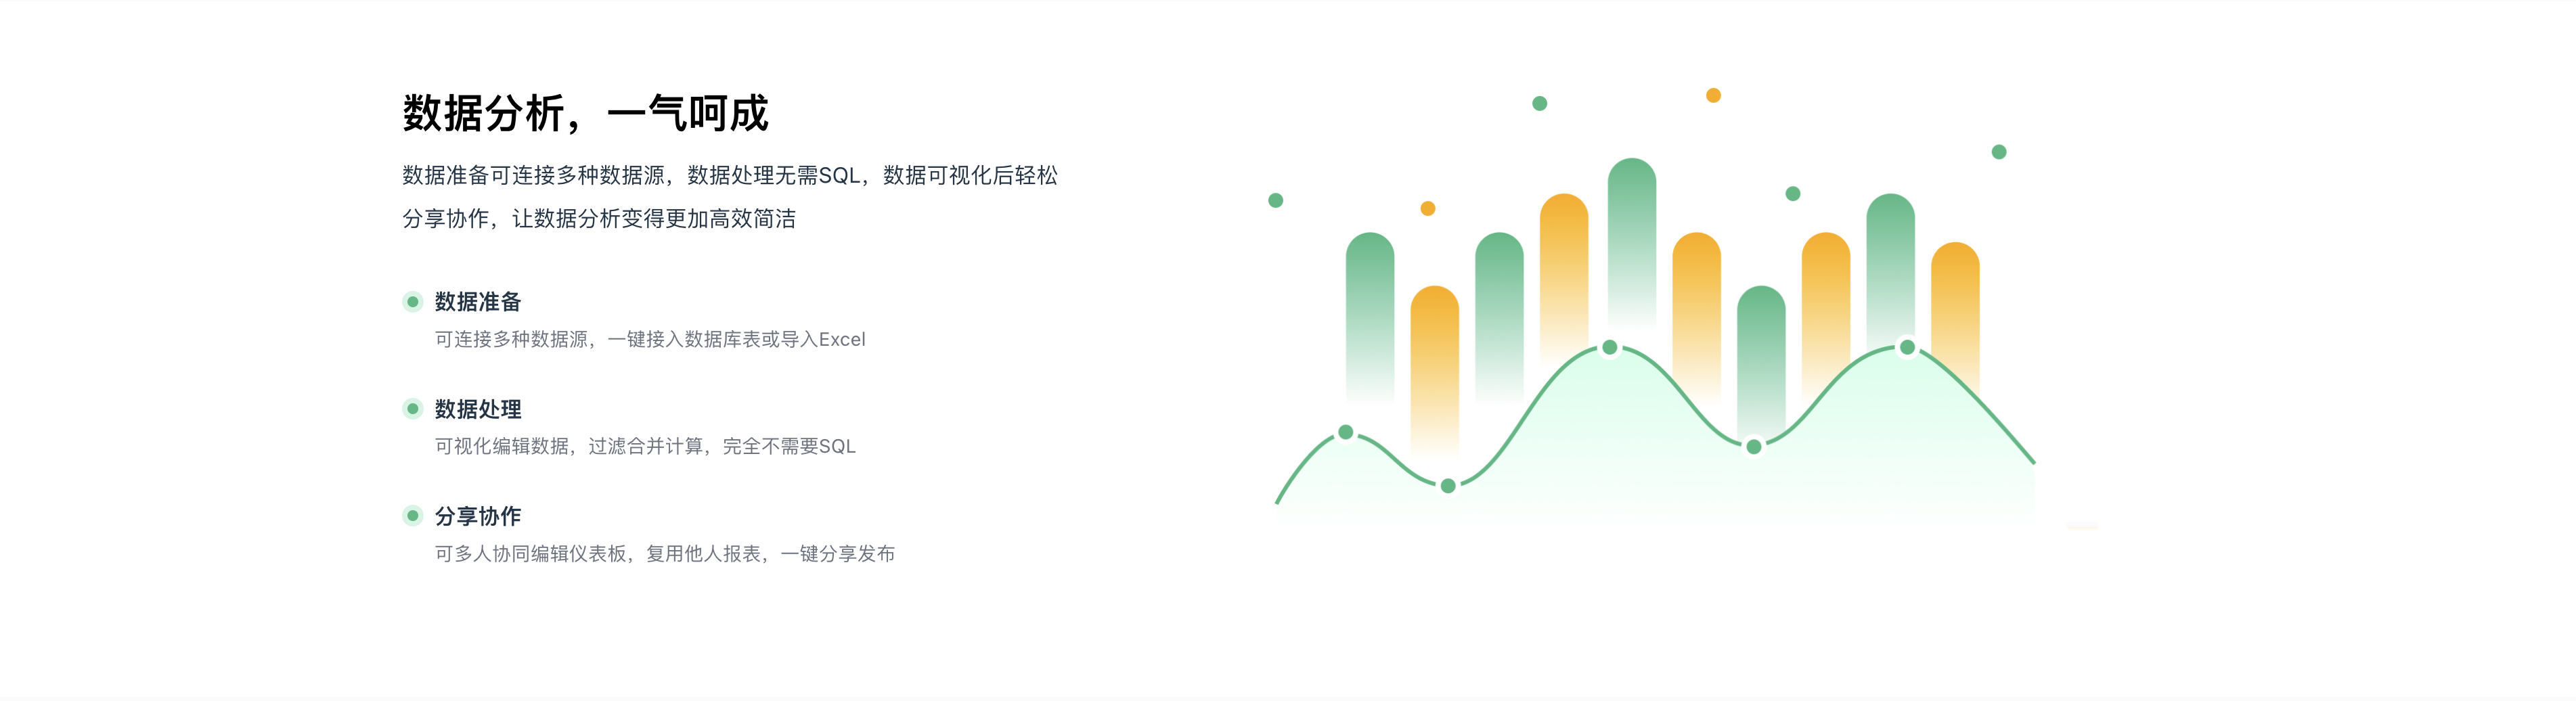 数据分析，一气呵成
数据准备可连接多种数据源，数据处理无需SQL，数据可视化后轻松
分享协作，让数据分析变得更加高效简洁
数据准备
可连接多种数据源，一键接入数据库表或导入Excel
数据处理
可视化编辑数据，过滤合并计算，完全不需要SQL
分享协作
可多人协同编辑仪表板，复用他人报表，一键分享发布